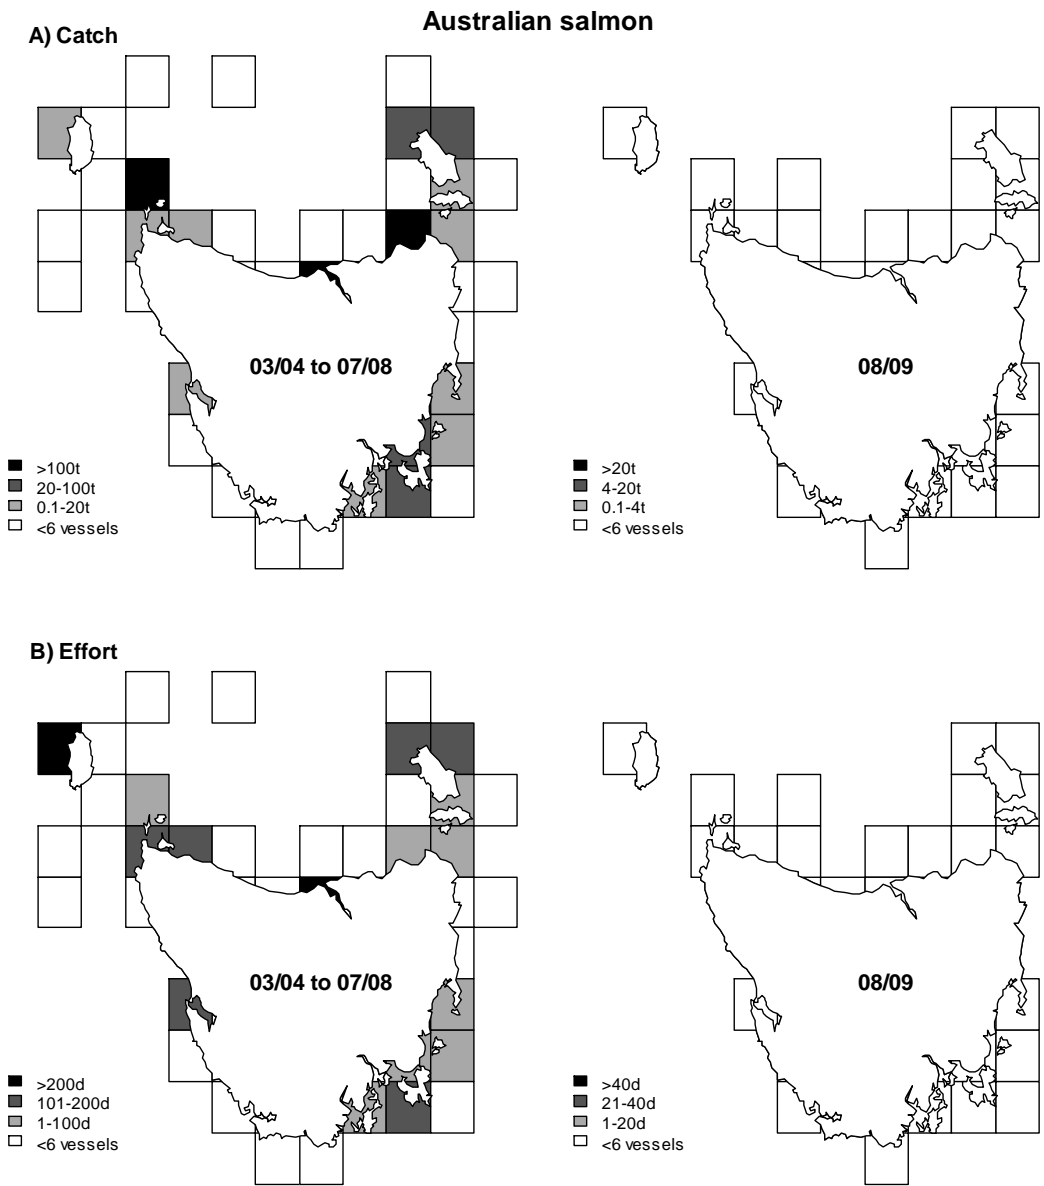 Australian salmon
A) Catch
03/04 to 07/08
>100t
20-100t
0.1-20t
<6 vessels
08/09
>20t
4-20t
0.1-4t
<6 vessels
B) Effort
03/04 to 07/08
>200d
101-200d
1-100d
<6 vessels
08/09
>40d
21-40d
1-20d
<6 vessels